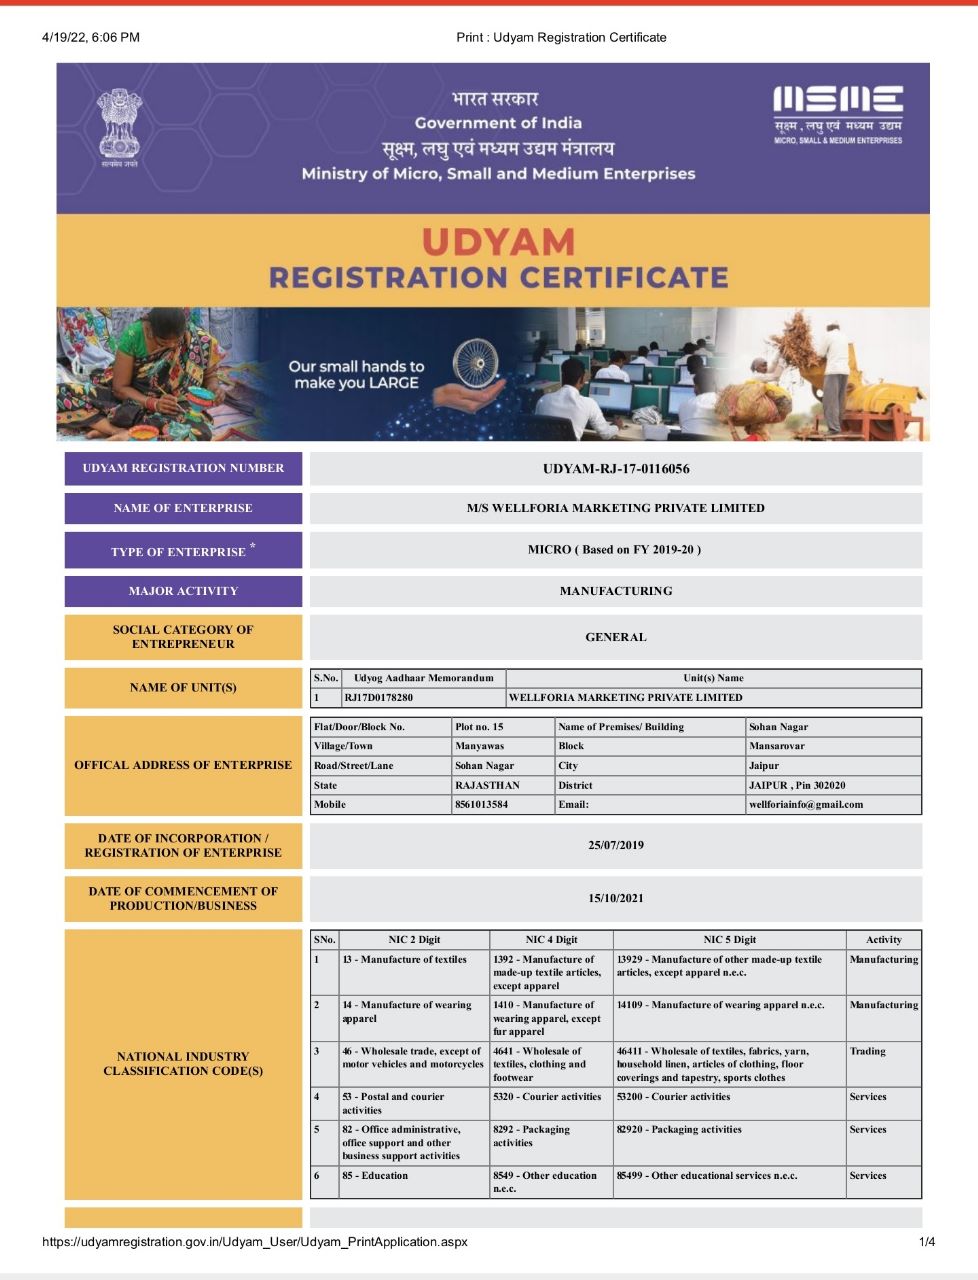 4/19/22, 6:06 PM Print : Udyam Registration Certificate
भारत सरकार
Government of India
सूक्ष्म, लघु एवं मध्यम उद्यम मंत्रालय
Ministry of Micro, Small and Medium Enterprises
सत्यमेव जयते
MSME
सूक्ष्म , लघु एवं मध्यम उद्यम
MICRO, SMALL & MEDIUM ENTERPRISES
UDYAM
REGISTRATION CERTIFICATE
Our small hands to
make you LARGE
UDYAM REGISTRATION NUMBER UDYAM-RJ-17-0116056
NAME OF ENTERPRISE M/S WELLFORIA MARKETING PRIVATE LIMITED
TYPE OF ENTERPRISE * MICRO ( Based on FY 2019-20 )
MAJOR ACTIVITY MANUFACTURING
SOCIAL CATEGORY OF
ENTREPRENEUR
GENERAL
NAME OF UNIT(S)
S.No. Udyog Aadhaar Memorandum Unit(s) Name
1 RJ17D0178280 WELLFORIA MARKETING PRIVATE LIMITED
OFFICAL ADDRESS OF ENTERPRISE
Flat/Door/Block No. Plot no. 15 Name of Premises/ Building Sohan Nagar
Village/Town Manyawas Block Mansarovar
Road/Street/Lane Sohan Nagar City Jaipur
State RAJASTHAN District JAIPUR , Pin 302020
Mobile 8561013584 Email: wellforiainfo@gmail.com
DATE OF INCORPORATION /
REGISTRATION OF ENTERPRISE
25/07/2019
DATE OF COMMENCEMENT OF
PRODUCTION/BUSINESS
15/10/2021
NATIONAL INDUSTRY
CLASSIFICATION CODE(S)
SNo. NIC 2 Digit NIC 4 Digit NIC 5 Digit Activity
1 13 - Manufacture of textiles 1392 - Manufacture of 13929 - Manufacture of other made-up textile Manufacturing
made-up textile articles, articles, except apparel n.e.c.
except apparel
2 14 - Manufacture of wearing 1410 - Manufacture of 14109 - Manufacture of wearing apparel n.e.c. Manufacturing
apparel wearing apparel, except
fur apparel
3 46 - Wholesale trade, except of 4641 - Wholesale of 46411 - Wholesale of textiles, fabrics, yarn, Trading
motor vehicles and motorcycles textiles, clothing and household linen, articles of clothing, floor
footwear coverings and tapestry, sports clothes
4 53 - Postal and courier 5320 - Courier activities 53200 - Courier activities Services
activities
5 82 - Office administrative, 8292 - Packaging 82920 - Packaging activities Services
office support and other activities
business support activities
6 85 - Education 8549 - Other education 85499 - Other educational services n.e.c. Services
n.e.c.
https://udyamregistration.gov.in/Udyam_User/Udyam_PrintApplication.aspx 1/4